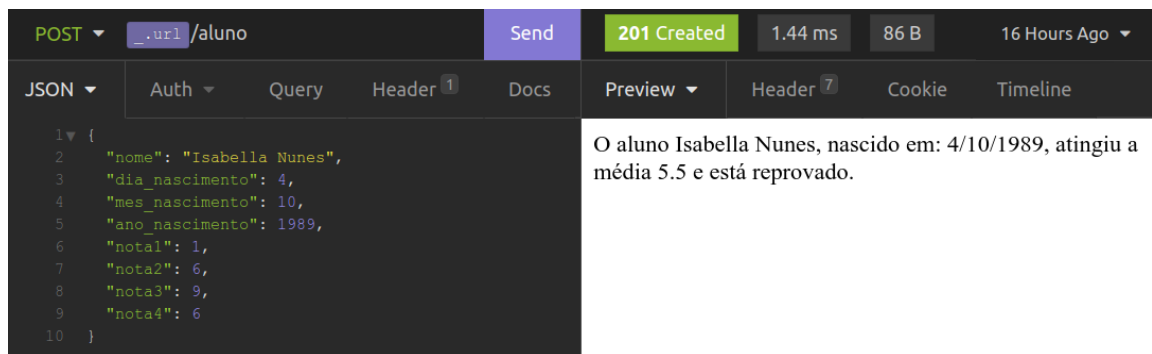 POST _.url /aluno Send 201 Created 1.44 ms 86 B 16 Hours Ago
JSON Auth Query Header 1 Docs Preview Header 7 Cookie Timeline
1 {
2 "nome": "Isabella Nunes",
3 "dia_nascimento": 4,
4 "mes_nascimento": 10,
5 "ano_nascimento": 1989,
6 "nota1": 1,
7 "nota2": 6,
8 "nota3": 9,
9 "nota4": 6
10 }
O aluno Isabella Nunes, nascido em: 4/10/1989, atingiu a
média 5.5 e está reprovado.